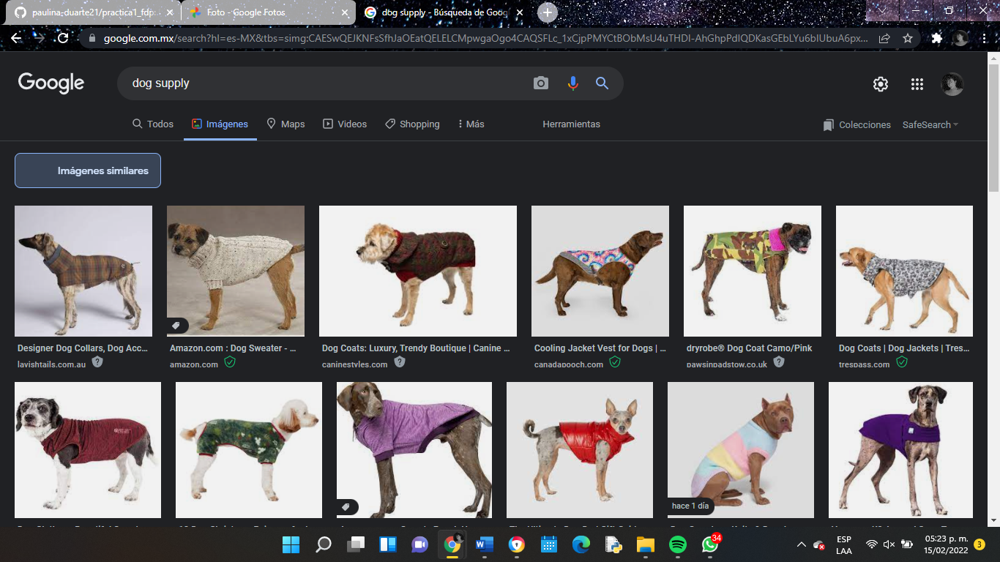 paulina-duarte21/practica1_fdp:
Foto - Google Fotos
dog supply - Búsqueda de Goog
google.com.mx/search?hl=es-MX&tbs=simg:CAESwQEJKNFsSfhJaOEatQELELCMpwgaOgo4CAQSFLc_1xCjpPMYCtBObMsU4uTHDI-AhGhpPdIQDKasGEbLYu6bIUbuA6px...
Google
dog supply
Todos
Imágenes
Maps
Videos
Shopping
Más
Herramientas
Colecciones
SafeSearch
Imágenes similares
Designer Dog Collars, Dog Acc...
lavishtails.com.au
Amazon.com : Dog Sweater - ...
amazon.com
Dog Coats: Luxury, Trendy Boutique | Canine ...
caninestyles.com
Cooling Jacket Vest for Dogs | ...
canadapooch.com
dryrobe® Dog Coat Camo/Pink
pawsinpadstow.co.uk
Dog Coats | Dog Jackets | Tres...
trespass.com
hace 1 día
34
ESP
LAA
05:23 p. m.
15/02/2022
3